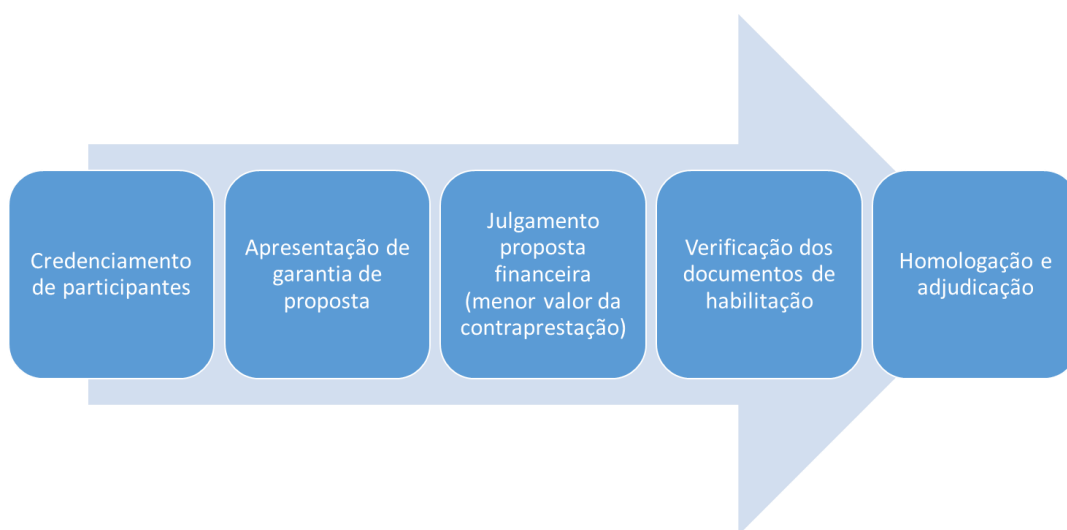 Credenciamento
de participantes
Apresentação de
garantia de
proposta
Julgamento
proposta
financeira
(menor valor da
contraprestação)
Verificação dos
documentos de
habilitação
Homologação e
adjudicação